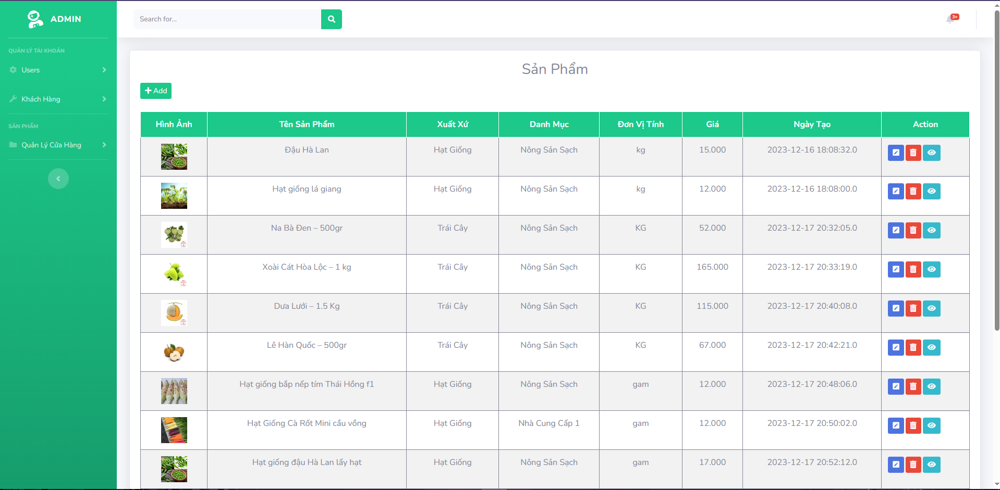 ADMIN
Search for...
3+
QUẢN LÝ TÀI KHOẢN
Users
Khách Hàng
SẢN PHẨM
Quản Lý Cửa Hàng
Sản Phẩm
Add
Hình Ảnh Tên Sản Phẩm Xuất Xứ Danh Mục Đơn Vị Tính Giá Ngày Tạo Action
Đậu Hà Lan Hạt Giống Nông Sản Sạch kg 15.000 2023-12-16 18:08:32.0
Hạt giống lá giang Hạt Giống Nông Sản Sạch kg 12.000 2023-12-16 18:08:00.0
Na Bà Đen – 500gr Trái Cây Nông Sản Sạch KG 52.000 2023-12-17 20:32:05.0
Xoài Cát Hòa Lộc – 1 kg Trái Cây Nông Sản Sạch KG 165.000 2023-12-17 20:33:19.0
Dưa Lưới – 1.5 Kg Trái Cây Nông Sản Sạch KG 115.000 2023-12-17 20:40:08.0
Lê Hàn Quốc – 500gr Trái Cây Nông Sản Sạch KG 67.000 2023-12-17 20:42:21.0
Hạt giống bắp nếp tím Thái Hồng f1 Hạt Giống Nông Sản Sạch gam 12.000 2023-12-17 20:48:06.0
Hạt Giống Cà Rốt Mini cầu vồng Hạt Giống Nhà Cung Cấp 1 gam 12.000 2023-12-17 20:50:02.0
Hạt giống đậu Hà Lan lấy hạt Hạt Giống Nông Sản Sạch gam 17.000 2023-12-17 20:52:12.0